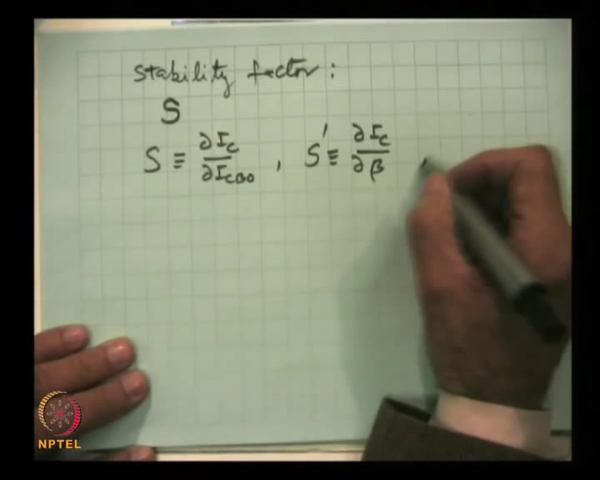 Stability factor :
S
S ≡ ∂I_C/∂I_CBO , S' ≡ ∂I_C/∂β ,
NPTEL